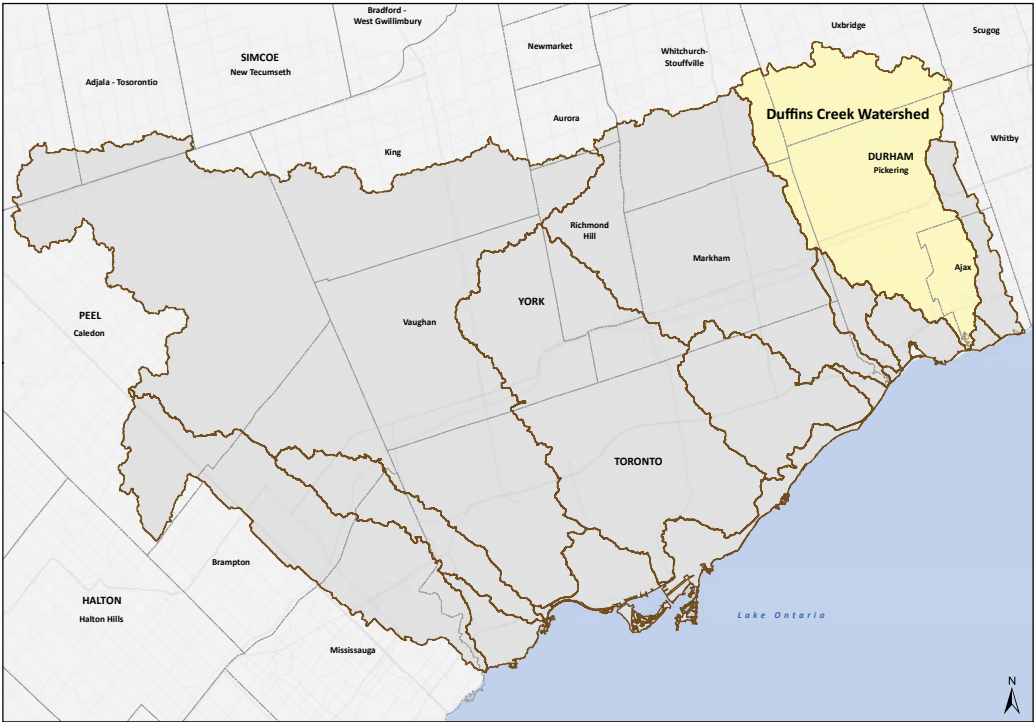 Bradford -
West Gwillimbury
Uxbridge
Scugog
Newmarket
Whitchurch-
Stouffville
SIMCOE
New Tecumseth
Adjala - Tosorontio
Aurora
Duffins Creek Watershed
King
Whitby
DURHAM
Pickering
Richmond
Hill
Markham
Ajax
YORK
PEEL
Caledon
Vaughan
TORONTO
Brampton
HALTON
Halton Hills
Lake Ontario
Mississauga
N